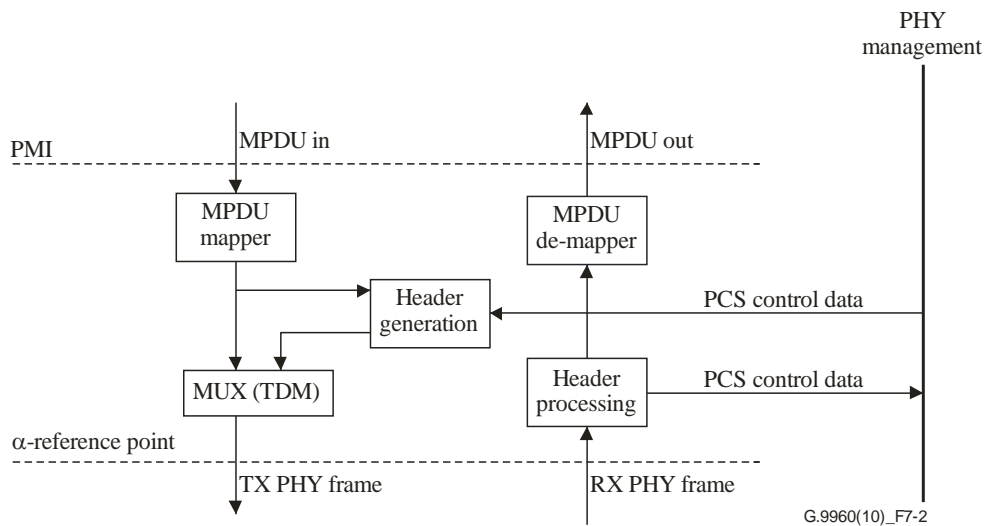 PHY
management
MPDU in
MPDU out
PMI
MPDU
mapper
MPDU
de-mapper
Header
generation
PCS control data
MUX (TDM)
Header
processing
PCS control data
α-reference point
TX PHY frame
RX PHY frame
G.9960(10)_F7-2